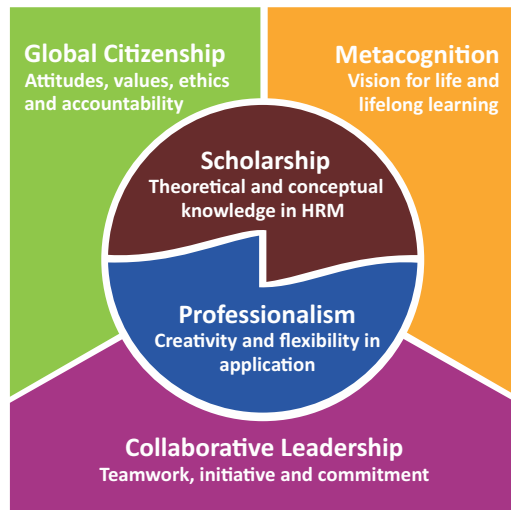 Global Citizenship
Attitudes, values, ethics
and accountability
Metacognition
Vision for life and
lifelong learning
Scholarship
Theoretical and conceptual
knowledge in HRM
Professionalism
Creativity and flexibility in
application
Collaborative Leadership
Teamwork, initiative and commitment